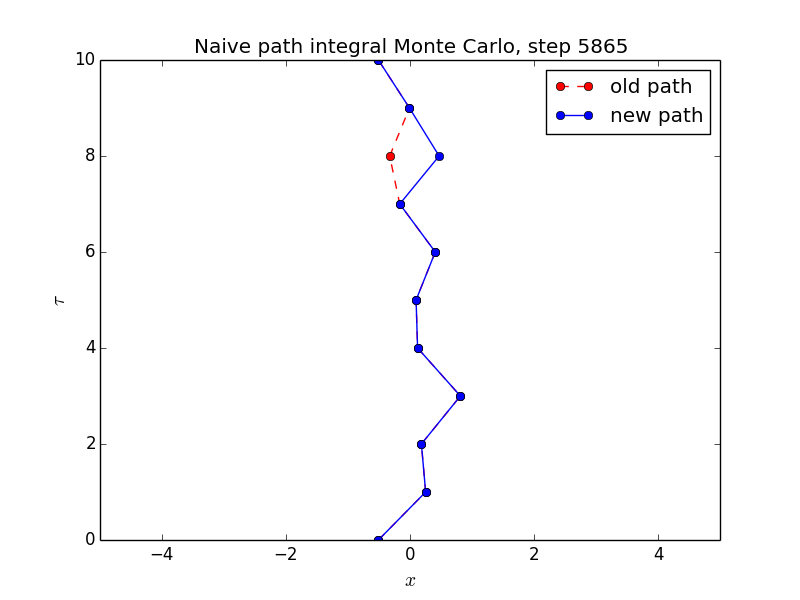 Naive path integral Monte Carlo, step 5865
old path
new path
10
8
6
4
2
0
τ
−4
−2
0
2
4
x